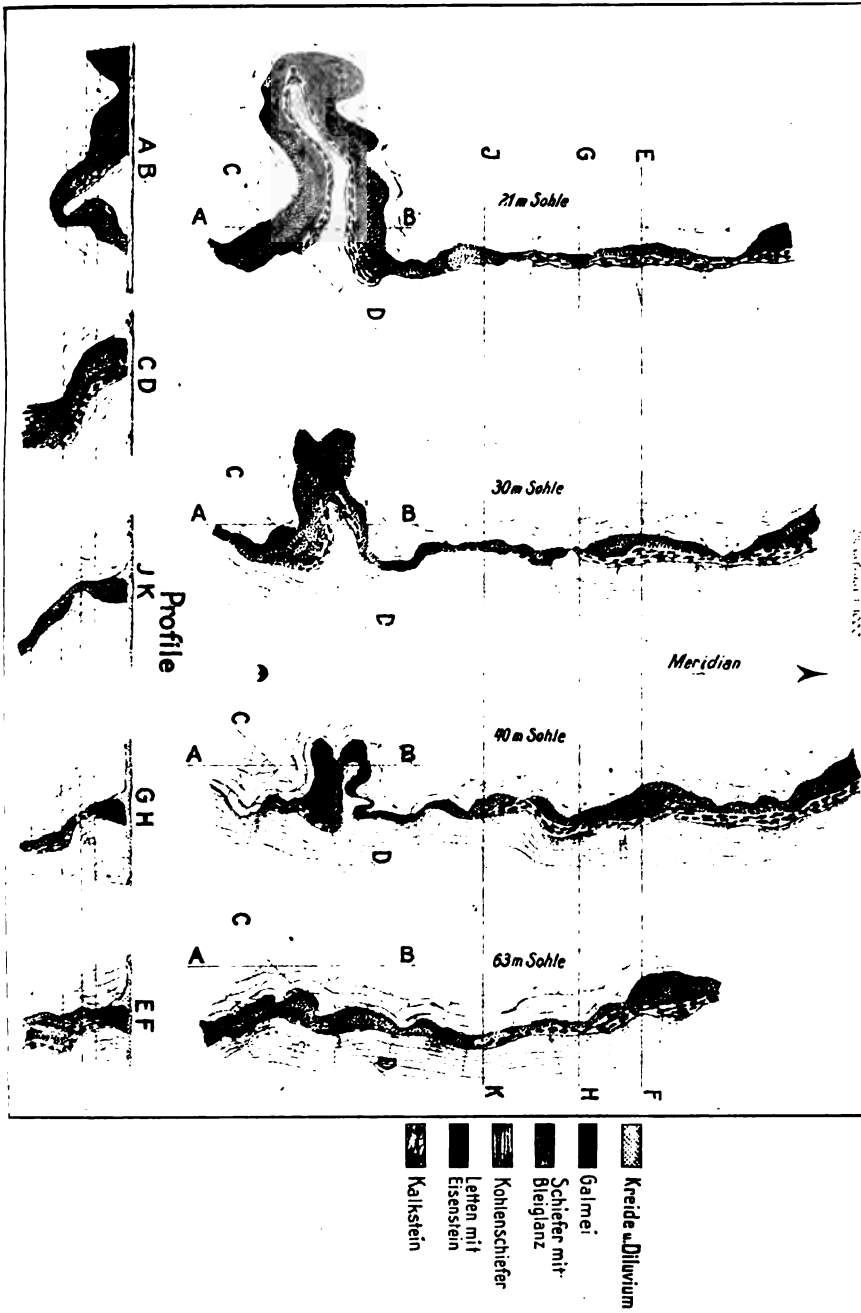 A B
C D
J K
G H
E F
Profile
C
A
B
D
J
G
E
21 m Sohle
C
A
B
D
30 m Sohle
Meridian
C
A
B
D
40 m Sohle
C
A
B
D
63 m Sohle
K
H
F
Kreide u. Diluvium
Galmei
Schiefer mit
Bleiglanz
Kohlenschiefer
Letten mit
Eisenstein
Kalkstein